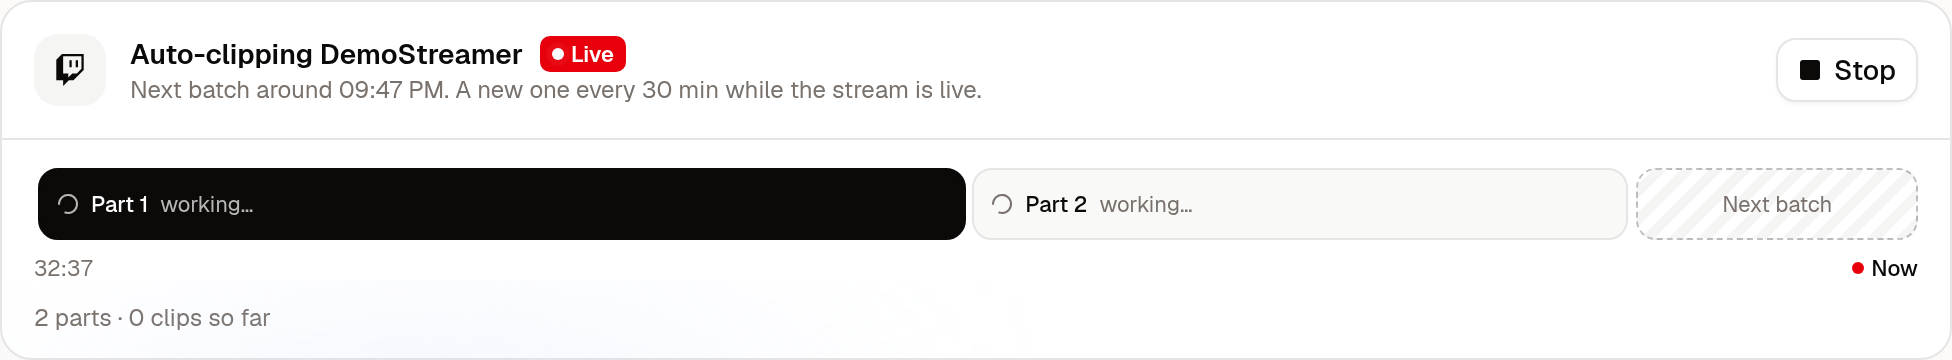 Auto-clipping DemoStreamer
Live
Next batch around 09:47 PM. A new one every 30 min while the stream is live.
Stop
Part 1 working...
Part 2 working...
Next batch
32:37
Now
2 parts · 0 clips so far